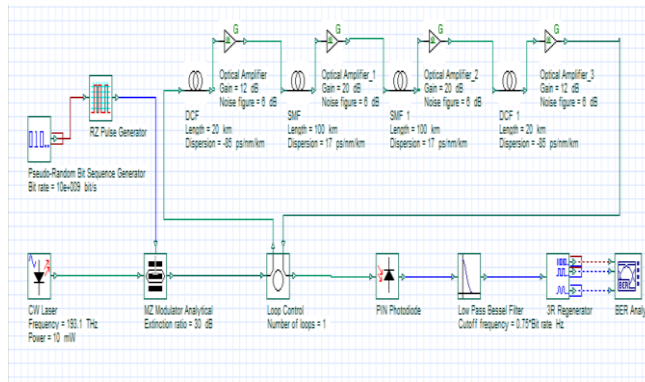 G
G
G
G
Optical Amplifier
Gain = 12 dB
Noise figure = 6 dB
Optical Amplifier_1
Gain = 20 dB
Noise figure = 6 dB
Optical Amplifier_2
Gain = 20 dB
Noise figure = 6 dB
Optical Amplifier_3
Gain = 12 dB
Noise figure = 6 dB
DCF
Length = 20 km
Dispersion = -85 ps/nm/km
SMF
Length = 100 km
Dispersion = 17 ps/nm/km
SMF 1
Length = 100 km
Dispersion = 17 ps/nm/km
DCF 1
Length = 20 km
Dispersion = -85 ps/nm/km
RZ Pulse Generator
Pseudo-Random Bit Sequence Generator
Bit rate = 10e+009 bit/s
CW Laser
Frequency = 193.1 THz
Power = 10 mW
MZ Modulator Analytical
Extinction ratio = 30 dB
Loop Control
Number of loops = 1
PIN Photodiode
Low Pass Bessel Filter
Cutoff frequency = 0.75*Bit rate Hz
3R Regenerator
BER
BER Analy